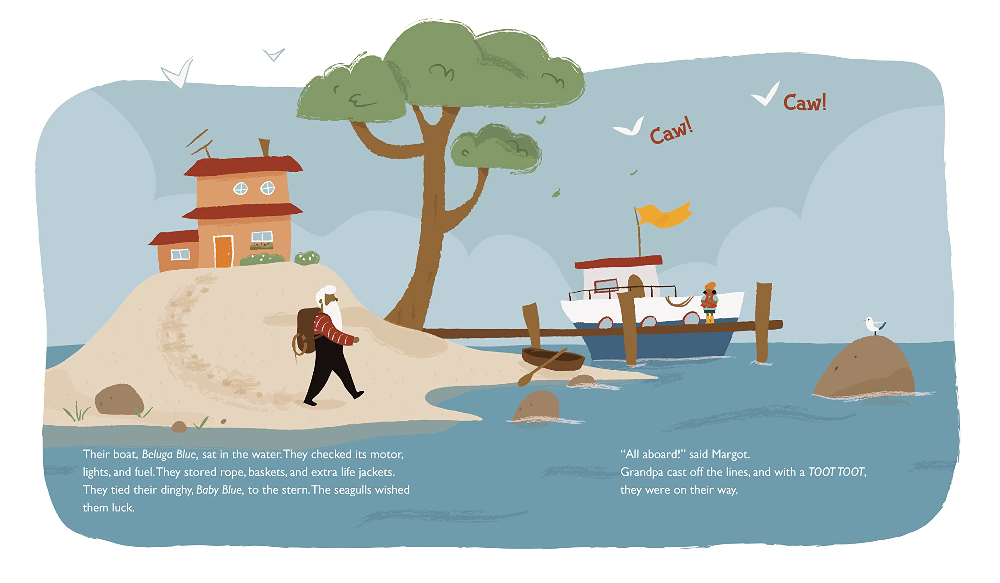 Caw!
Caw!
Their boat, Beluga Blue, sat in the water. They checked its motor,
lights, and fuel. They stored rope, baskets, and extra life jackets.
They tied their dinghy, Baby Blue, to the stern. The seagulls wished
them luck.
“All aboard!” said Margot.
Grandpa cast off the lines, and with a TOOT TOOT,
they were on their way.